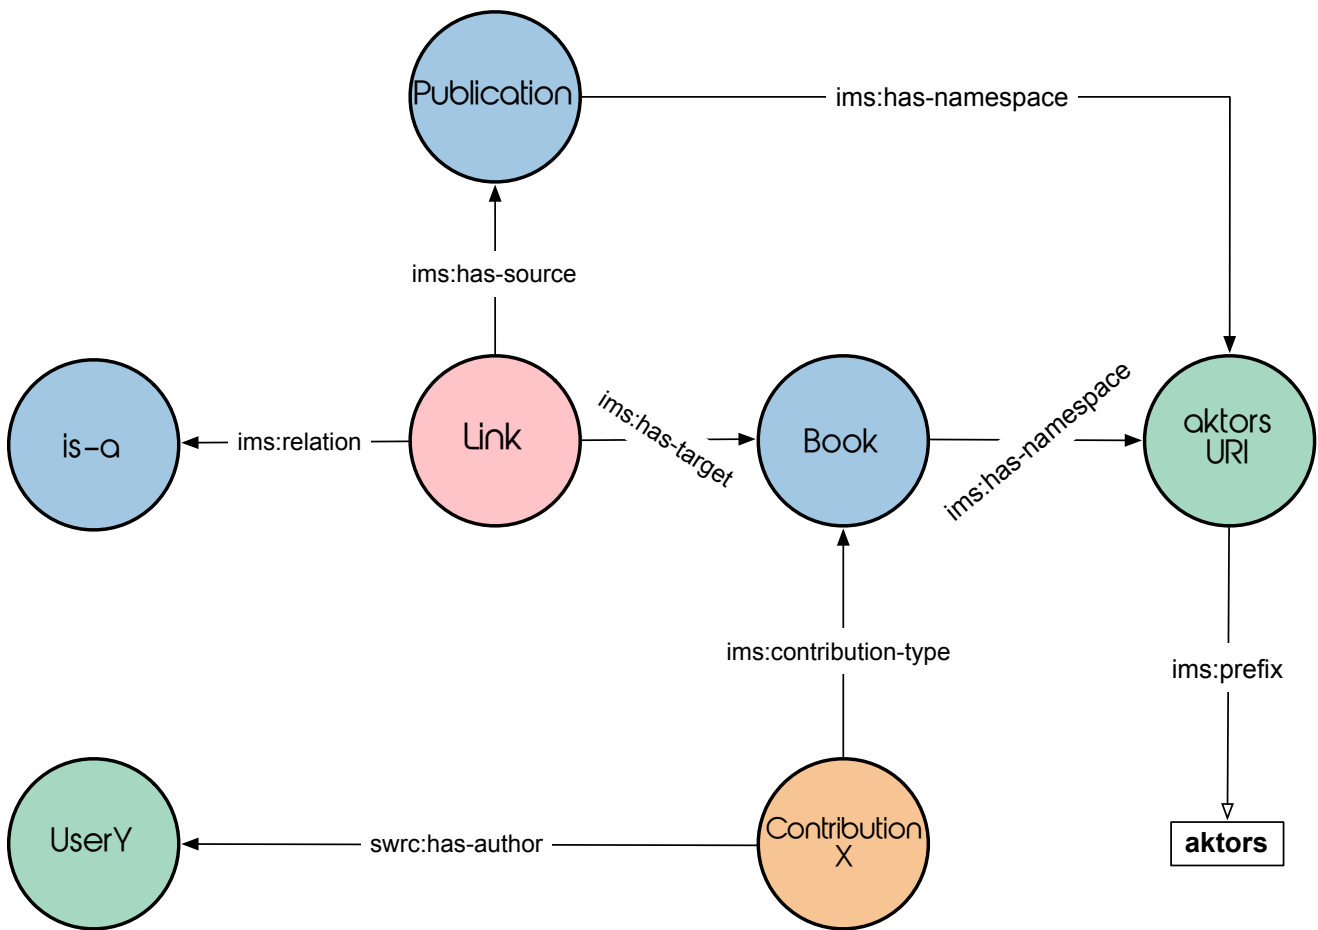 Publication
ims:has-namespace
ims:has-source
is-a
ims:relation
Link
ims:has-target
Book
ims:has-namespace
aktors
URI
ims:contribution-type
ims:prefix
UserY
swrc:has-author
Contribution
X
aktors